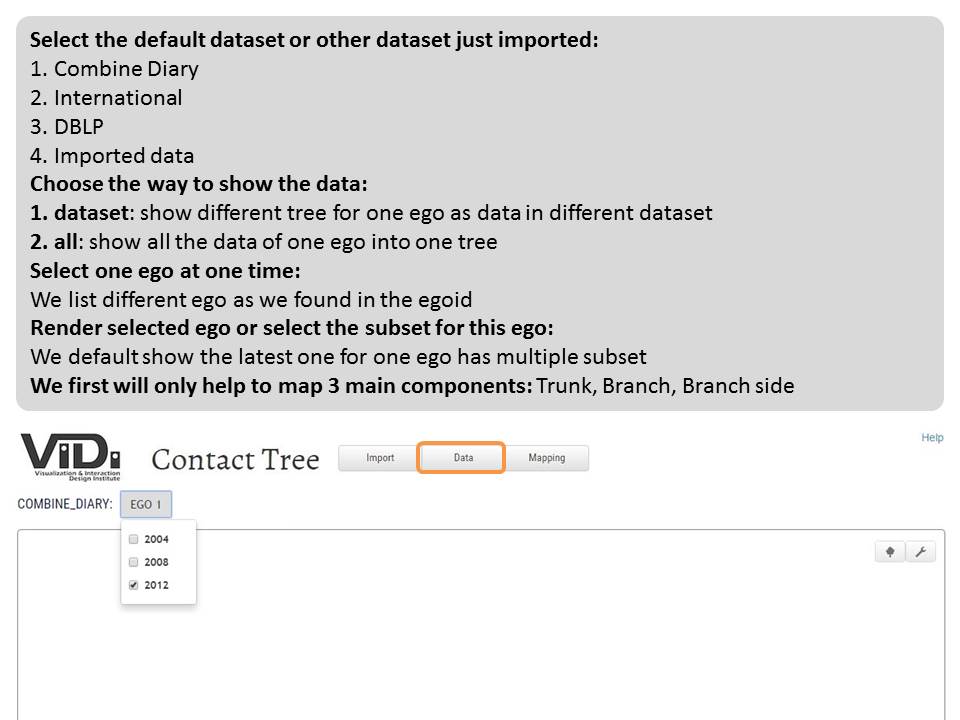 Select the default dataset or other dataset just imported:
1. Combine Diary
2. International
3. DBLP
4. Imported data
Choose the way to show the data:
1. dataset: show different tree for one ego as data in different dataset
2. all: show all the data of one ego into one tree
Select one ego at one time:
We list different ego as we found in the egoid
Render selected ego or select the subset for this ego:
We default show the latest one for one ego has multiple subset
We first will only help to map 3 main components: Trunk, Branch, Branch side
Help
ViDi
Visualization & Interaction
Design Institute
Contact Tree
Import Data Mapping
COMBINE_DIARY: EGO 1
2004
2008
2012